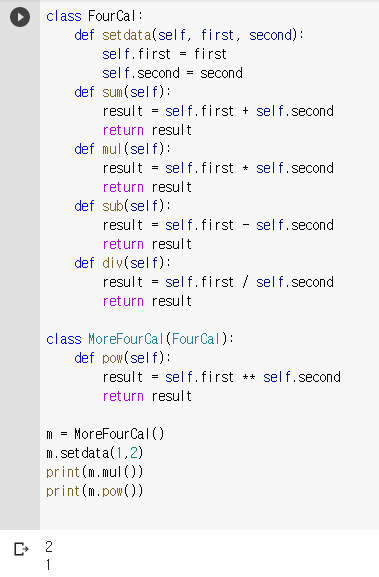 class FourCal:
    def setdata(self, first, second):
        self.first = first
        self.second = second
    def sum(self):
        result = self.first + self.second
        return result
    def mul(self):
        result = self.first * self.second
        return result
    def sub(self):
        result = self.first - self.second
        return result
    def div(self):
        result = self.first / self.second
        return result

class MoreFourCal(FourCal):
    def pow(self):
        result = self.first ** self.second
        return result

m = MoreFourCal()
m.setdata(1,2)
print(m.mul())
print(m.pow())

2
1